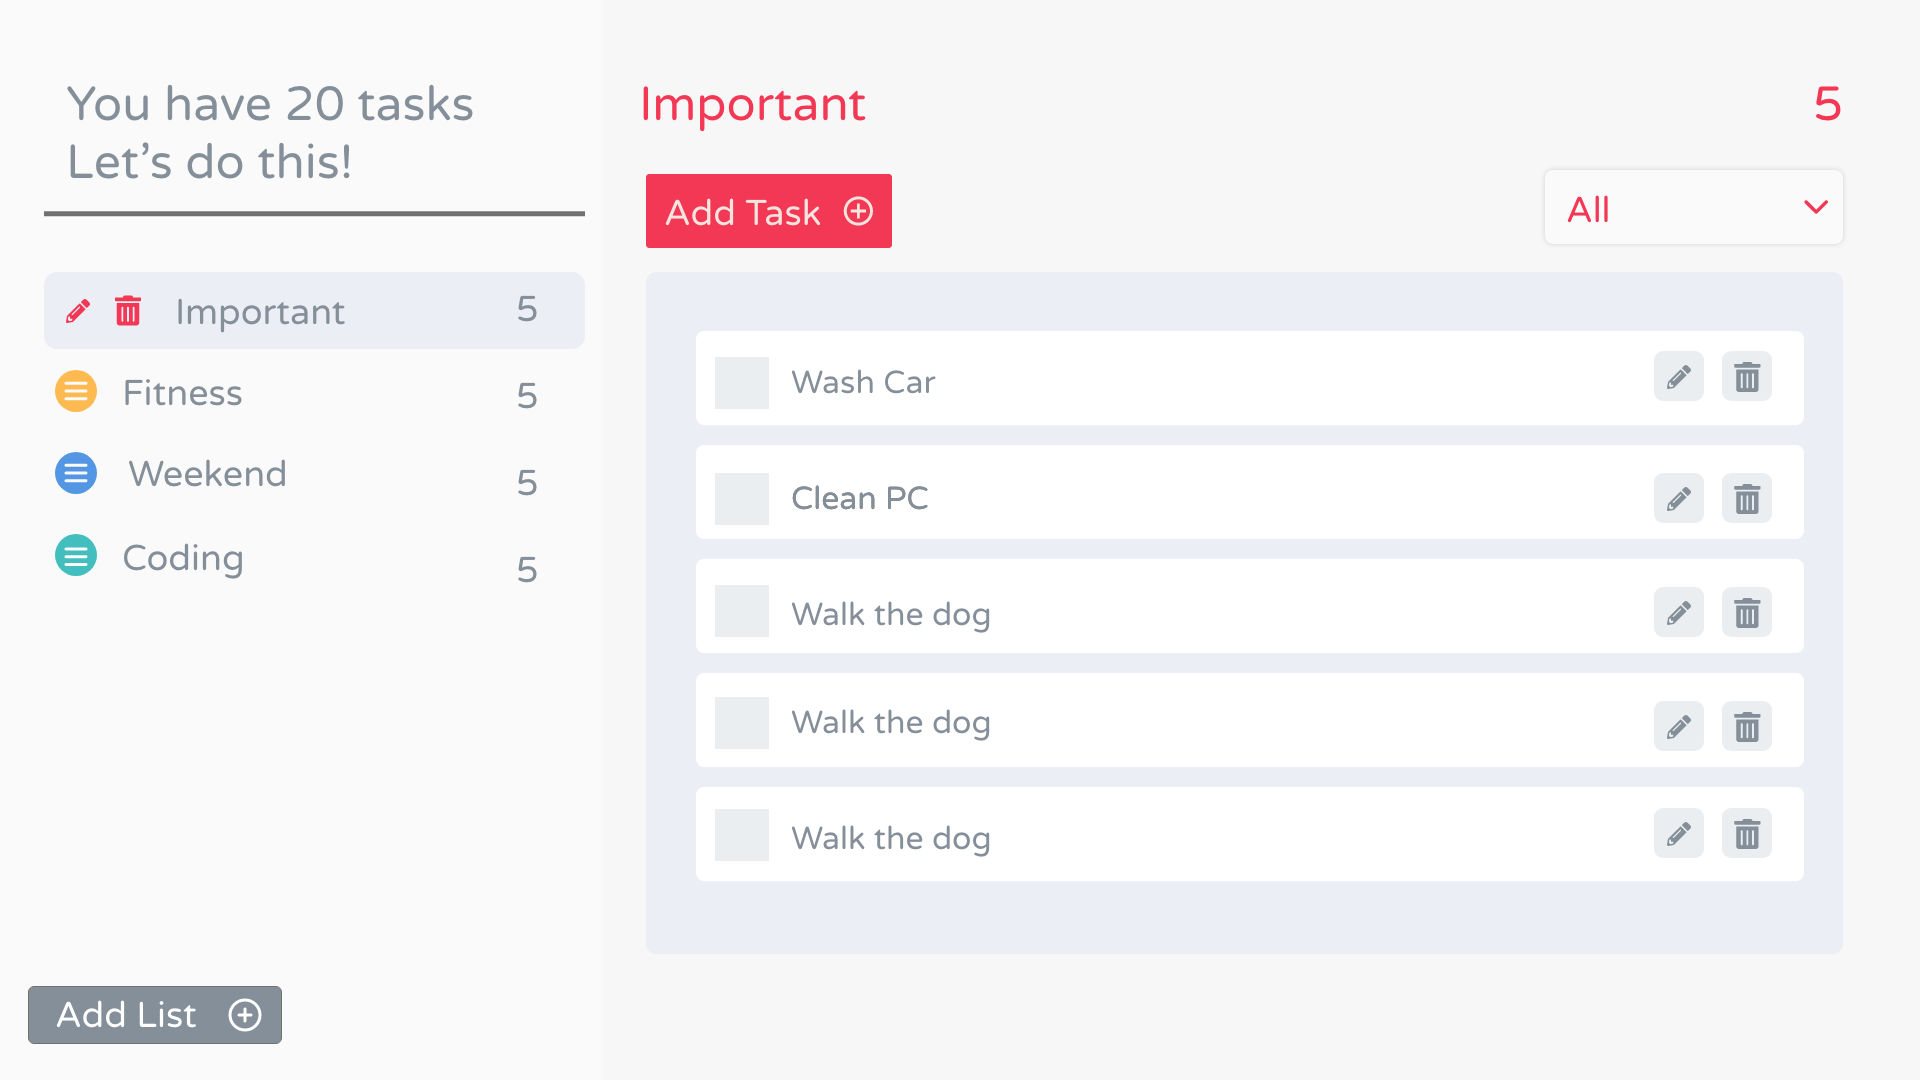 You have 20 tasks
Let’s do this!
Important 5
Fitness 5
Weekend 5
Coding 5
Add List
Important 5
Add Task
All
Wash Car
Clean PC
Walk the dog
Walk the dog
Walk the dog